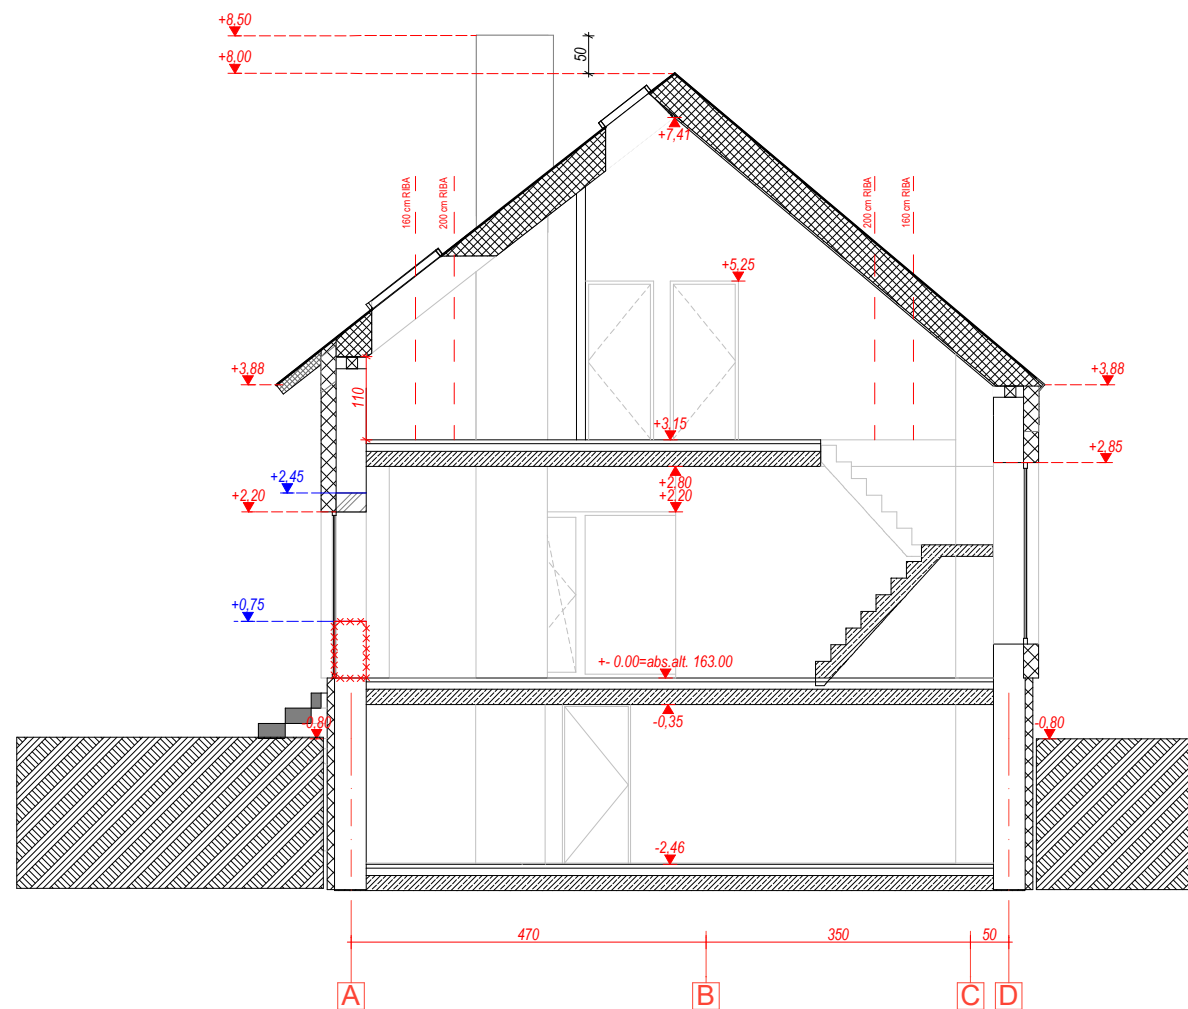 +8,50
50
+8,00
+7,41
160 cm RIBA
200 cm RIBA
200 cm RIBA
160 cm RIBA
+5,25
+3,88
+3,88
110
+3,15
+2,85
+2,45
+2,80
+2,20
+2,20
+0,75
+- 0.00=abs.alt. 163.00
-0,80
-0,35
-0,80
-2,46
470
350
50
A
B
C
D